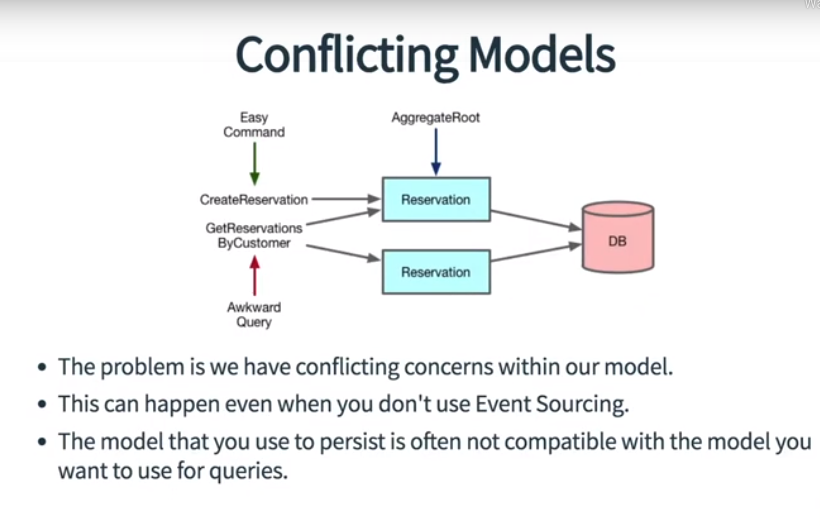 Conflicting Models
Easy
Command
AggregateRoot
CreateReservation
Reservation
GetReservations
ByCustomer
DB
Reservation
Awkward
Query
• The problem is we have conflicting concerns within our model.
• This can happen even when you don't use Event Sourcing.
• The model that you use to persist is often not compatible with the model you
want to use for queries.